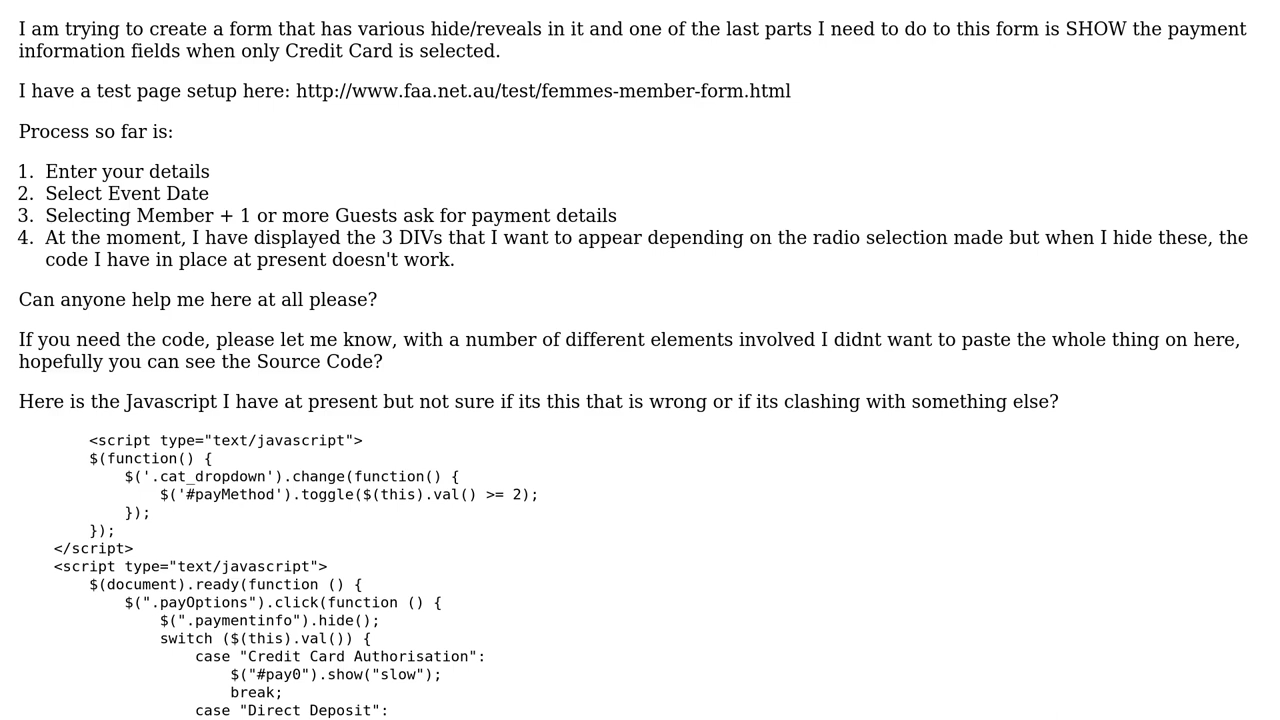 I am trying to create a form that has various hide/reveals in it and one of the last parts I need to do to this form is SHOW the payment
information fields when only Credit Card is selected.
I have a test page setup here: http://www.faa.net.au/test/femmes-member-form.html
Process so far is:
1. Enter your details
2. Select Event Date
3. Selecting Member + 1 or more Guests ask for payment details
4. At the moment, I have displayed the 3 DIVs that I want to appear depending on the radio selection made but when I hide these, the
code I have in place at present doesn't work.
Can anyone help me here at all please?
If you need the code, please let me know, with a number of different elements involved I didnt want to paste the whole thing on here,
hopefully you can see the Source Code?
Here is the Javascript I have at present but not sure if its this that is wrong or if its clashing with something else?
<script type="text/javascript">
$(function() {
$('.cat_dropdown').change(function() {
$('#payMethod').toggle($(this).val() >= 2);
});
});
</script>
<script type="text/javascript">
$(document).ready(function () {
$(".payOptions").click(function () {
$(".paymentinfo").hide();
switch ($(this).val()) {
case "Credit Card Authorisation":
$("#pay0").show("slow");
break;
case "Direct Deposit":